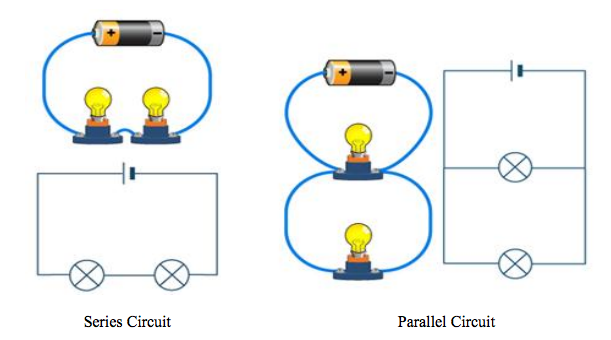 + -
+ -
Series Circuit
Parallel Circuit